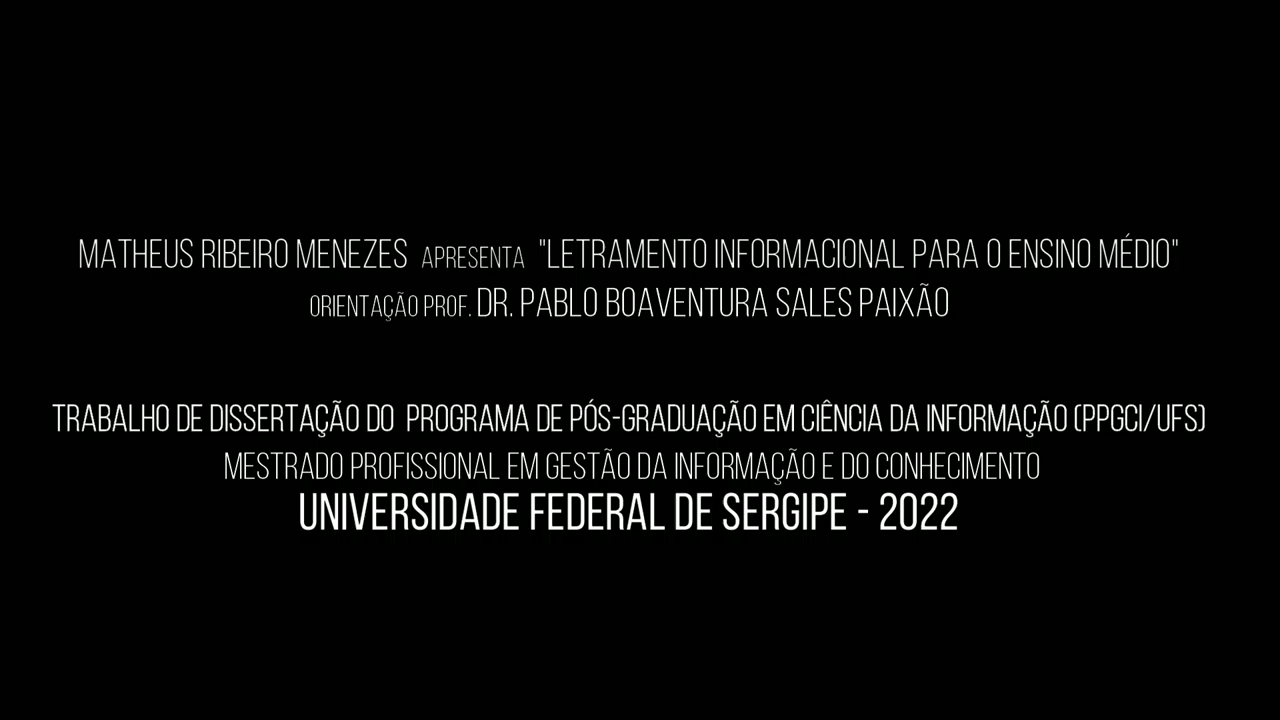 MATHEUS RIBEIRO MENEZES APRESENTA "LETRAMENTO INFORMACIONAL PARA O ENSINO MÉDIO"
ORIENTAÇÃO PROF. DR. PABLO BOAVENTURA SALES PAIXÃO
TRABALHO DE DISSERTAÇÃO DO PROGRAMA DE PÓS-GRADUAÇÃO EM CIÊNCIA DA INFORMAÇÃO (PPGCI/UFS)
MESTRADO PROFISSIONAL EM GESTÃO DA INFORMAÇÃO E DO CONHECIMENTO
UNIVERSIDADE FEDERAL DE SERGIPE - 2022